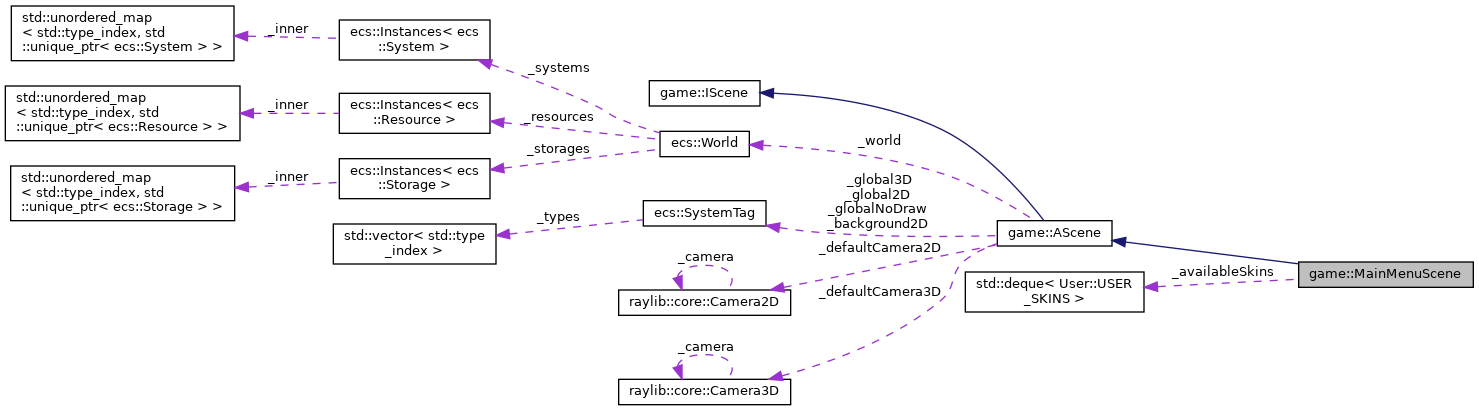 std::unordered_map
< std::type_index, std
::unique_ptr< ecs::System > >
_inner
ecs::Instances< ecs
::System >
_systems
std::unordered_map
< std::type_index, std
::unique_ptr< ecs::Resource > >
_inner
ecs::Instances< ecs
::Resource >
_resources
std::unordered_map
< std::type_index, std
::unique_ptr< ecs::Storage > >
_inner
ecs::Instances< ecs
::Storage >
_storages
game::IScene
ecs::World
_world
_global3D
_global2D
_globalNoDraw
_background2D
ecs::SystemTag
_types
std::vector< std::type
_index >
game::AScene
_defaultCamera2D
_camera
raylib::core::Camera2D
_defaultCamera3D
_camera
raylib::core::Camera3D
_availableSkins
std::deque< User::USER
_SKINS >
game::MainMenuScene